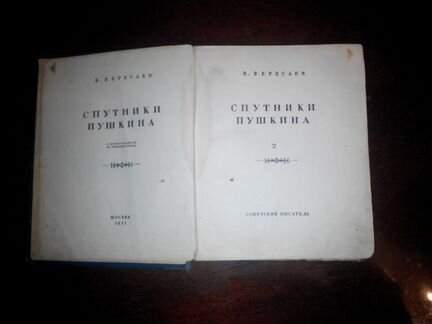 В. ВЕРЕСАЕВ
СПУТНИКИ
ПУШКИНА
МОСКВА
1937
В. ВЕРЕСАЕВ
СПУТНИКИ
ПУШКИНА
2
СОВЕТСКИЙ ПИСАТЕЛЬ